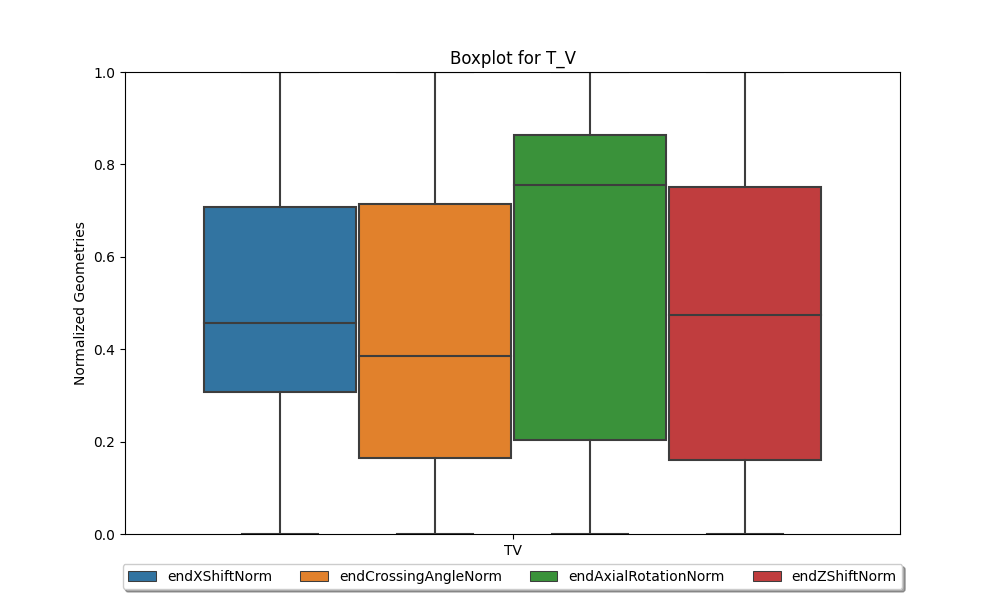 Boxplot for T_V
1.0
0.8
0.6
0.4
0.2
0.0
Normalized Geometries
TV
endXShiftNorm endCrossingAngleNorm endAxialRotationNorm endZShiftNorm